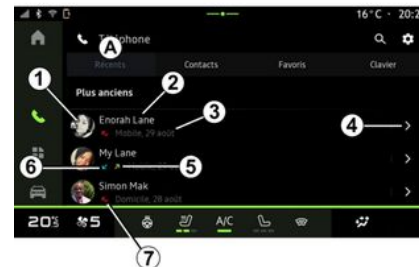 16°C · 20:2
Téléphone
A
Récents Contacts Favoris Clavier
Plus anciens
1 2 3 4
Enorah Lane
Mobile, 29 août
My Lane
6 5
Simon Mak
Domicile, 28 août
20 5 A/C
7